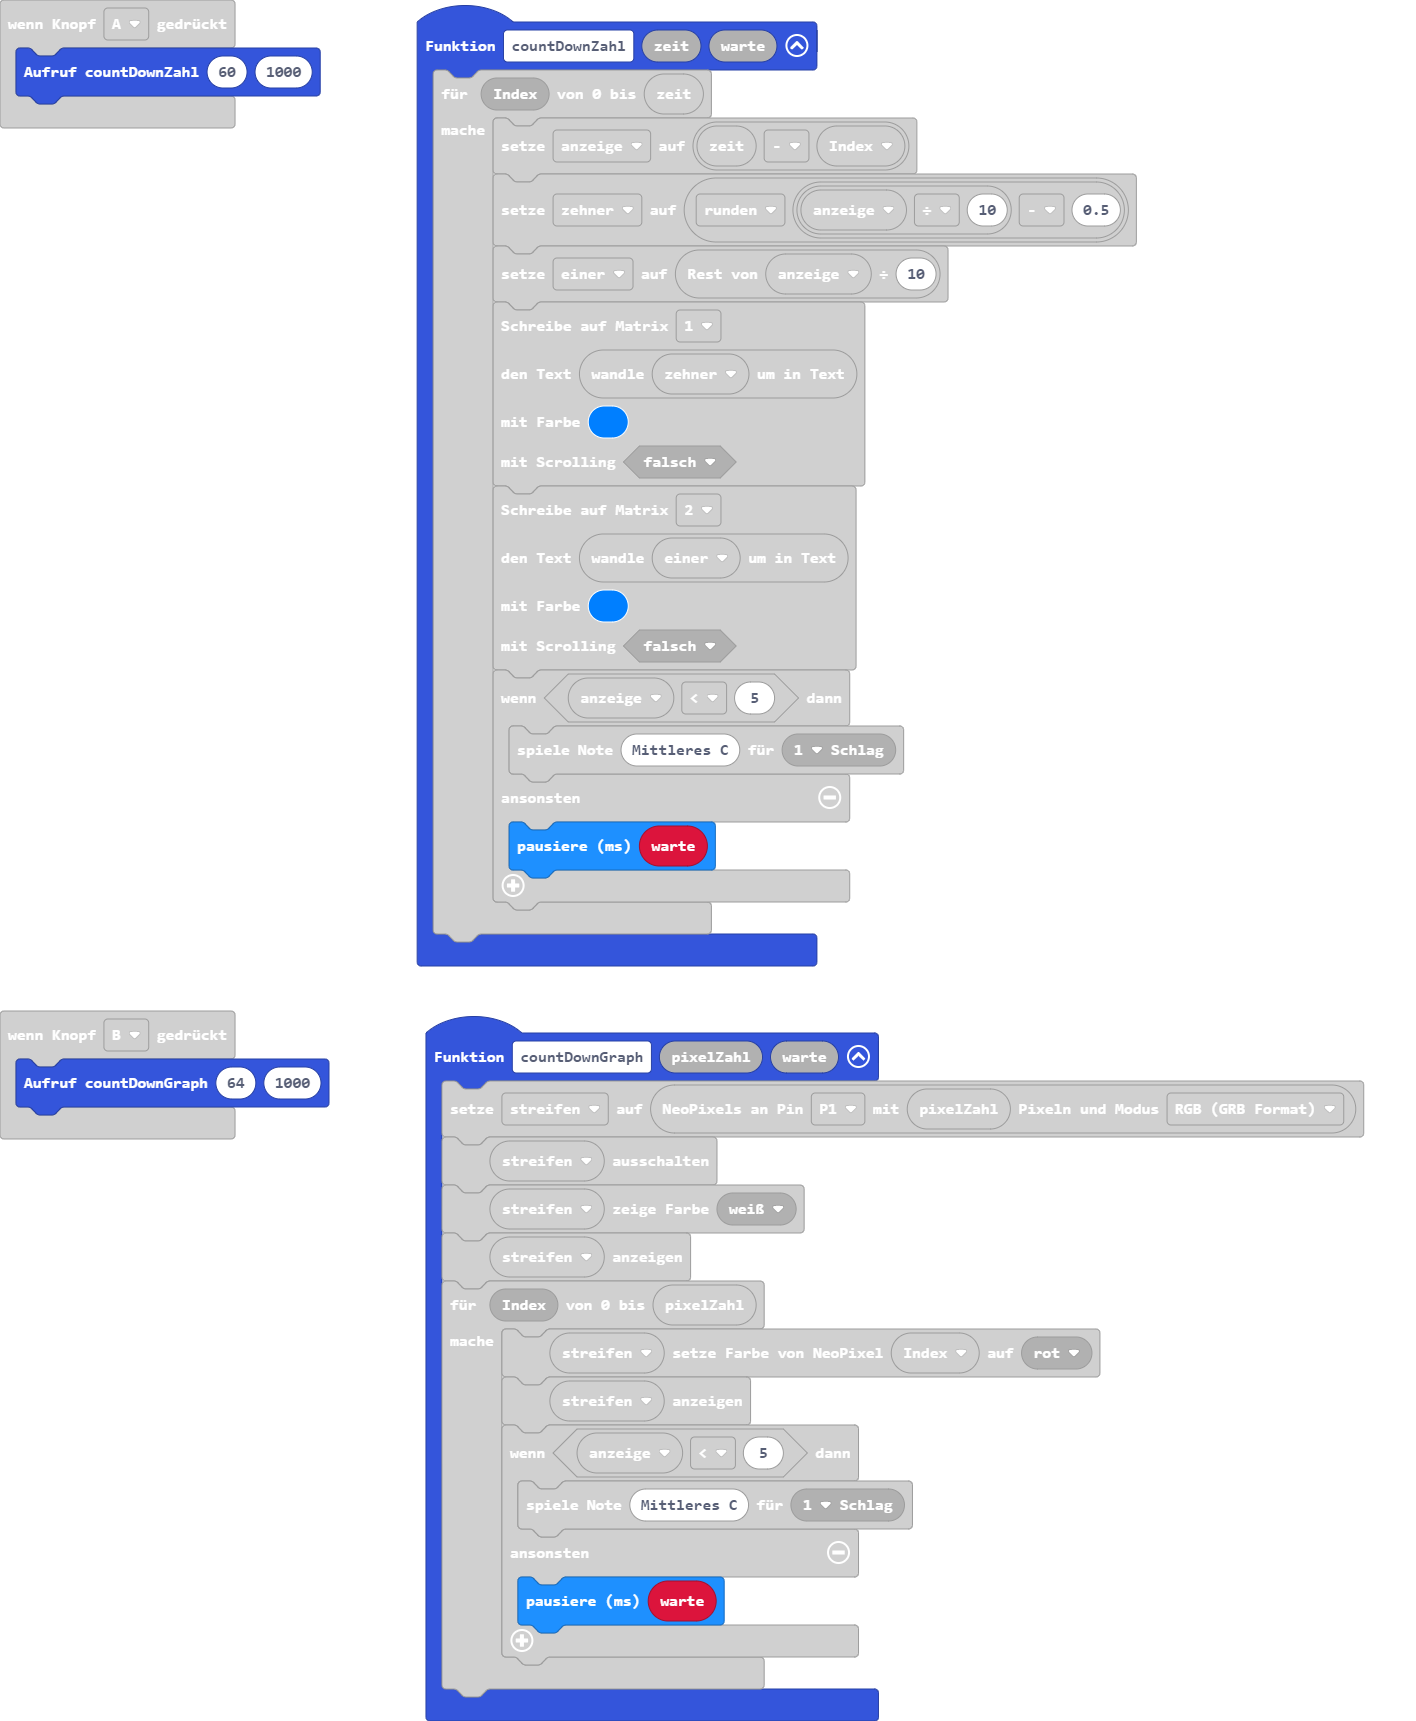 wenn Knopf A gedrückt
Aufruf countDownZahl 60 1000
Funktion countDownZahl zeit warte
für Index von 0 bis zeit
mache
setze anzeige auf zeit - Index
setze zehner auf runden anzeige ÷ 10 - 0.5
setze einer auf Rest von anzeige ÷ 10
Schreibe auf Matrix 1
den Text wandle zehner um in Text
mit Farbe
mit Scrolling falsch
Schreibe auf Matrix 2
den Text wandle einer um in Text
mit Farbe
mit Scrolling falsch
wenn anzeige < 5 dann
spiele Note Mittleres C für 1 Schlag
ansonsten
pausiere (ms) warte
wenn Knopf B gedrückt
Aufruf countDownGraph 64 1000
Funktion countDownGraph pixelZahl warte
setze streifen auf NeoPixels an Pin P1 mit pixelZahl Pixeln und Modus RGB (GRB Format)
streifen ausschalten
streifen zeige Farbe weiß
streifen anzeigen
für Index von 0 bis pixelZahl
mache
streifen setze Farbe von NeoPixel Index auf rot
streifen anzeigen
wenn anzeige < 5 dann
spiele Note Mittleres C für 1 Schlag
ansonsten
pausiere (ms) warte